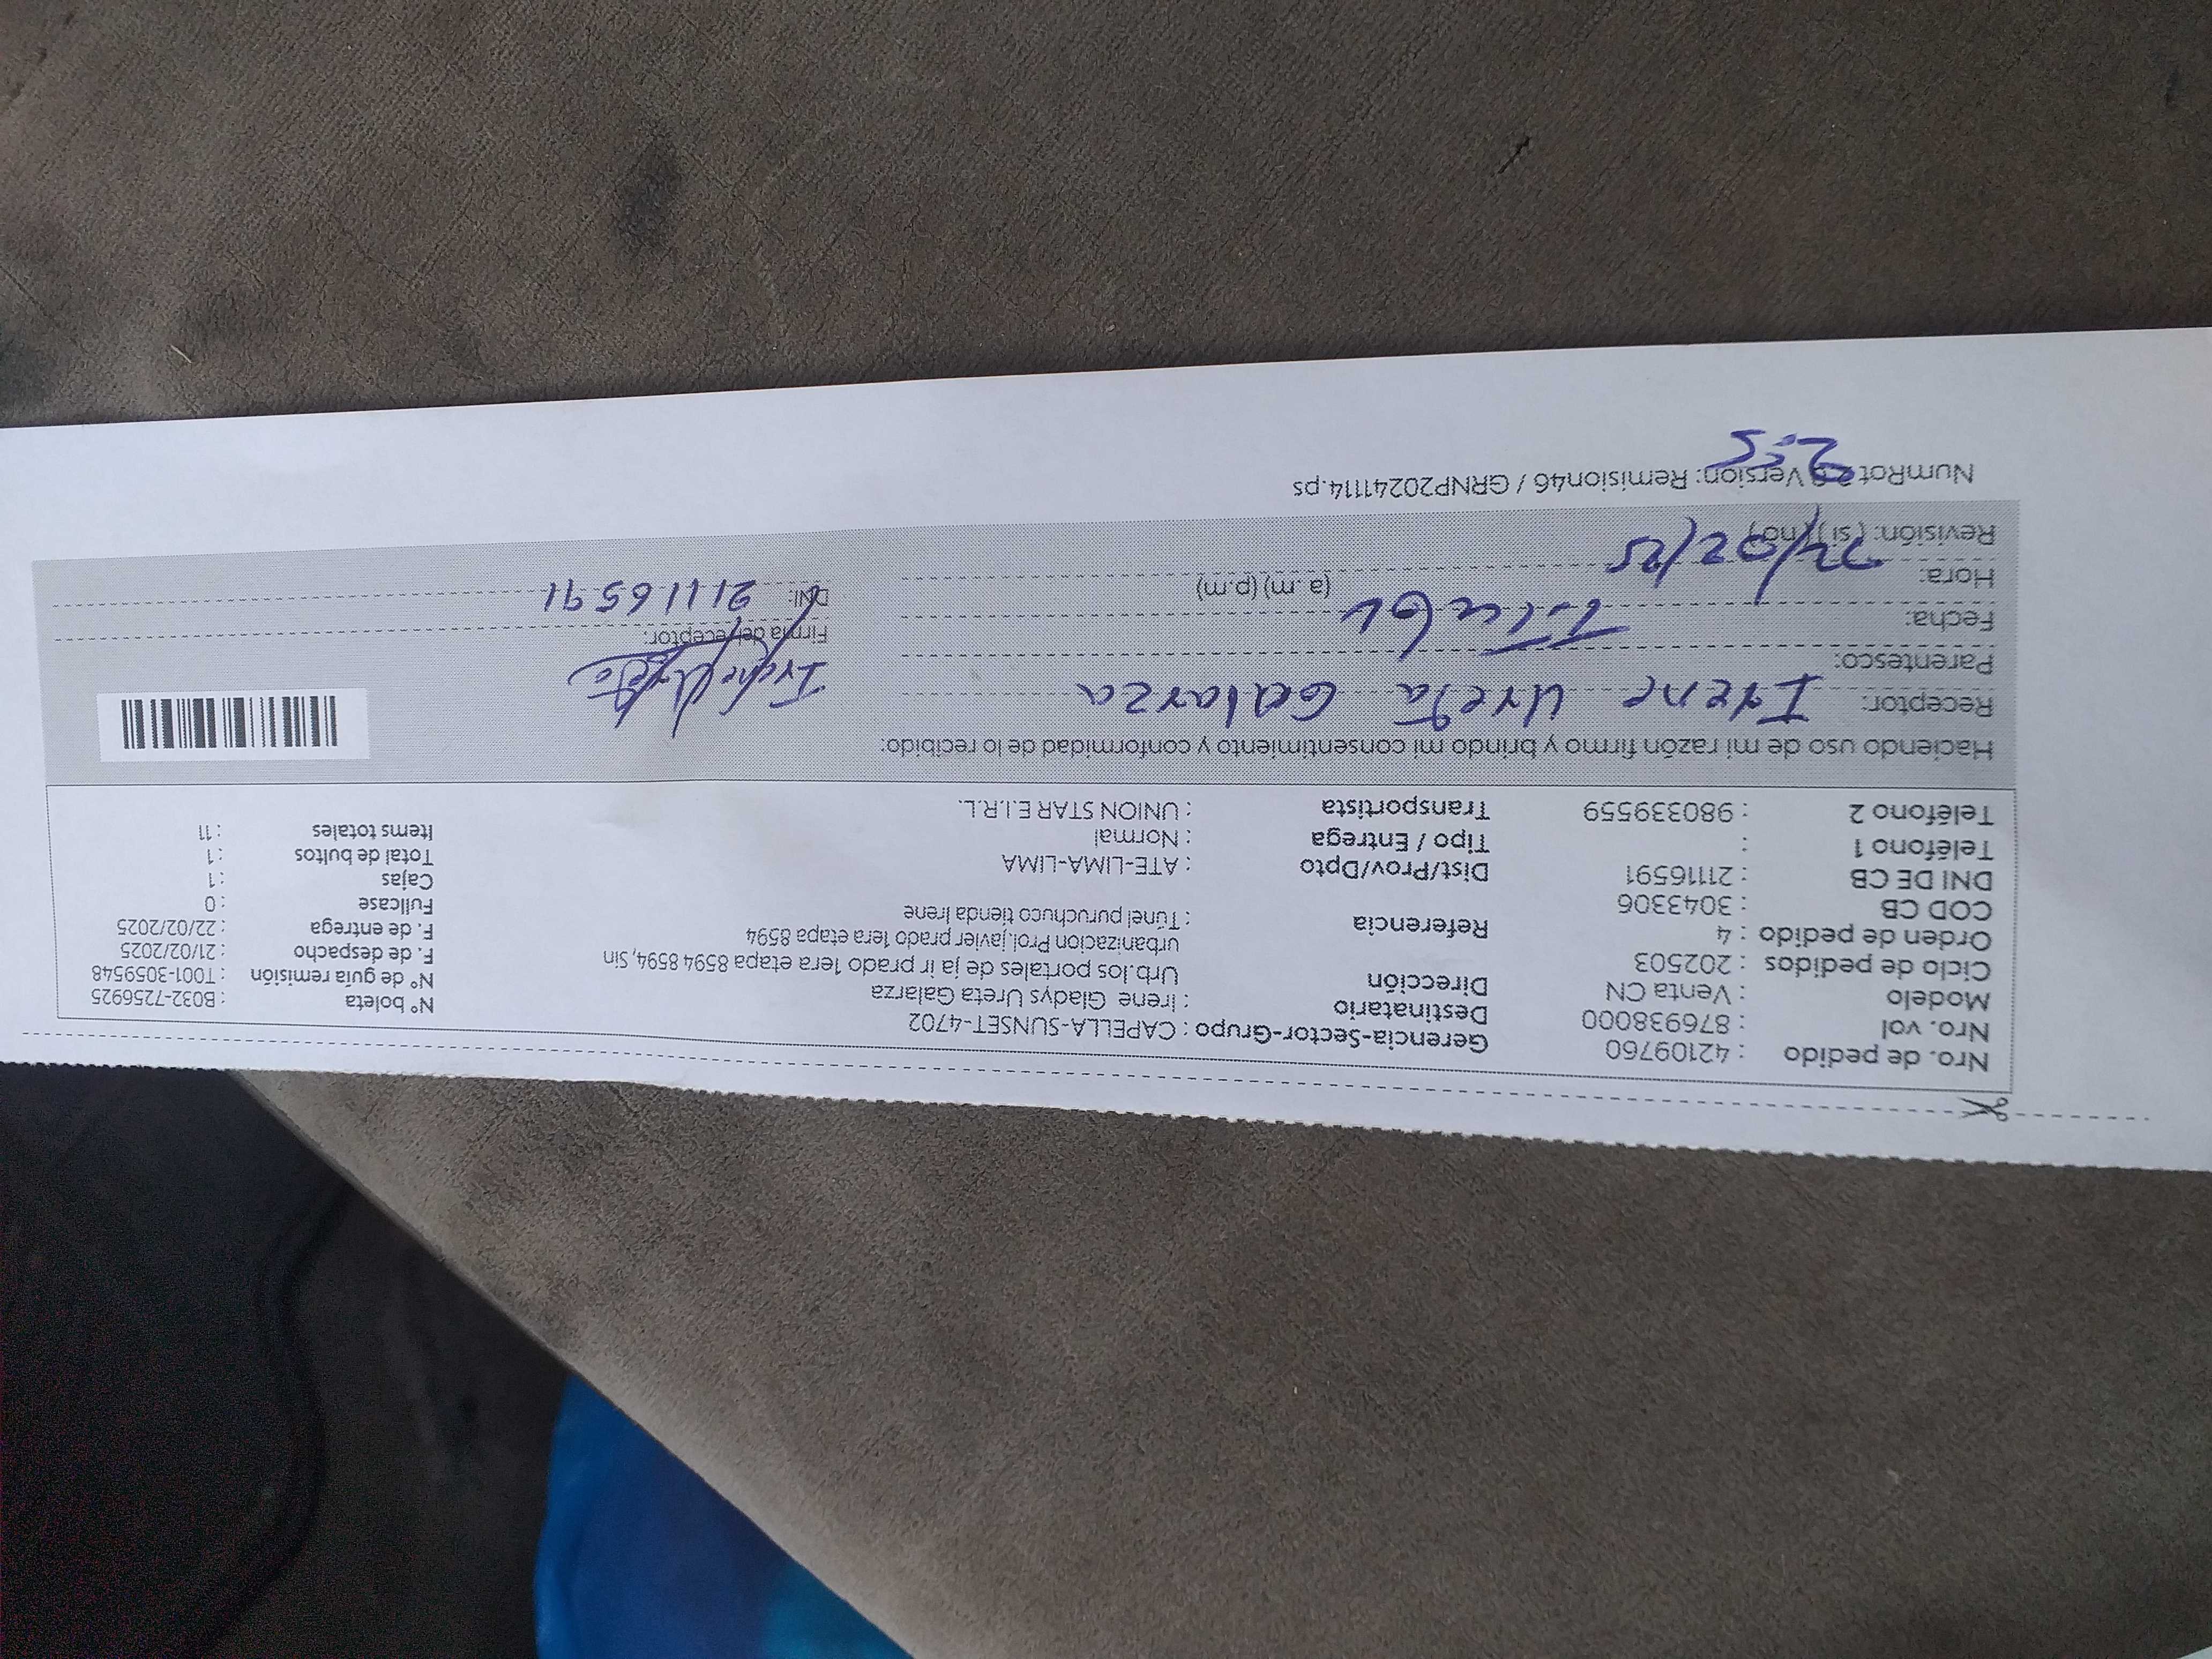 Nro. de pedido : 42109760
Nro. vol : 876938000
Modelo : Venta CN
Ciclo de pedidos : 202503
Orden de pedido : 4
COD CB : 3043306
DNI DE CB : 21116591
Teléfono 1 :
Teléfono 2 : 980339559
Gerencia-Sector-Grupo : CAPELLA-SUNSET-4702
Destinatario : Irene Gladys Ureta Galarza
Dirección Urb.los portales de ja ir prado 1era etapa 8594 8594, Sin
urbanizacion Prol.javier prado 1era etapa 8594
Referencia : Túnel puruchuco tienda Irene
Dist/Prov/Dpto : ATE-LIMA-LIMA
Tipo / Entrega : Normal
Transportista : UNION STAR E.I.R.L.
N° boleta : B032-7256925
N° de guía remisión : T001-3059548
F. de despacho : 21/02/2025
F. de entrega : 22/02/2025
Fullcase : 0
Cajas : 1
Total de bultos : 1
Items totales : 11
Haciendo uso de mi razón firmo y brindo mi consentimiento y conformidad de lo recibido:
Receptor: Irene Ureta Galarza
Parentesco:
Fecha:
Hora: (a.m) (p.m)
Revisión: (si) (no)
Irene Ureta
Firma del receptor:
DNI: 21116591
NumRot Version: Remision46 / GRNP20241114.ps